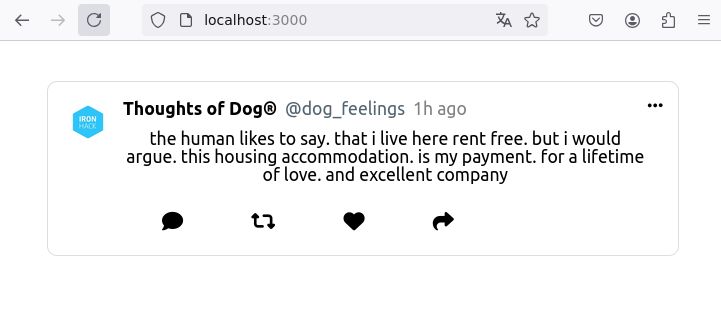 localhost:3000
IRON
HACK
Thoughts of Dog® @dog_feelings 1h ago
the human likes to say. that i live here rent free. but i would
argue. this housing accommodation. is my payment. for a lifetime
of love. and excellent company